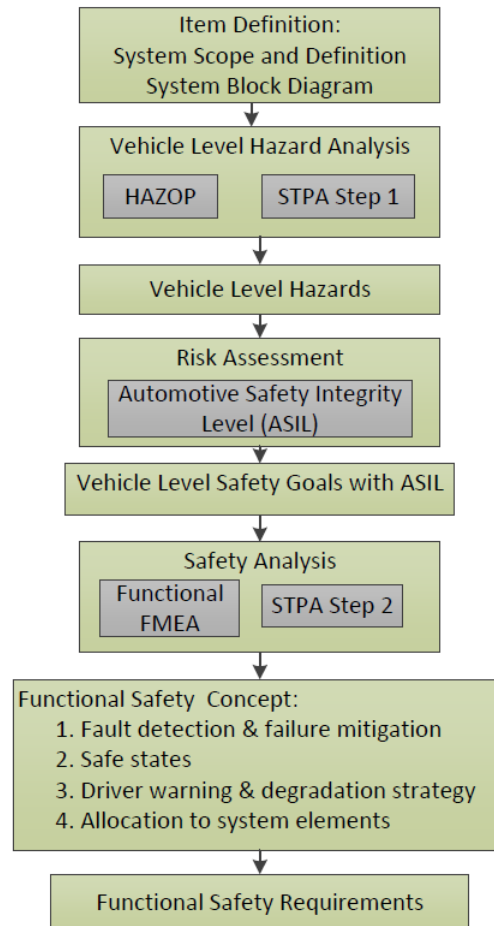 Item Definition:
System Scope and Definition
System Block Diagram
Vehicle Level Hazard Analysis
HAZOP
STPA Step 1
Vehicle Level Hazards
Risk Assessment
Automotive Safety Integrity
Level (ASIL)
Vehicle Level Safety Goals with ASIL
Safety Analysis
Functional
FMEA
STPA Step 2
Functional Safety Concept:
1. Fault detection & failure mitigation
2. Safe states
3. Driver warning & degradation strategy
4. Allocation to system elements
Functional Safety Requirements